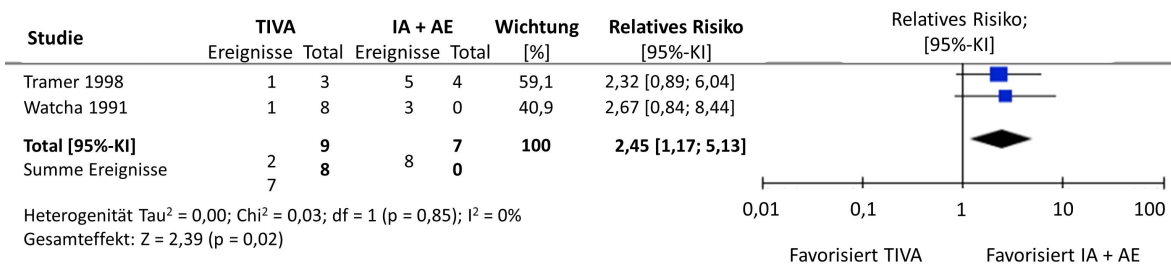 Studie TIVA IA + AE Wichtung Relatives Risiko Relatives Risiko;
Ereignisse Total Ereignisse Total [%] [95%-KI] [95%-KI]
Tramer 1998 1 3 5 4 59,1 2,32 [0,89; 6,04]
Watcha 1991 1 8 3 0 40,9 2,67 [0,84; 8,44]
Total [95%-KI] 9 7 100 2,45 [1,17; 5,13]
Summe Ereignisse 2 8 8 0
7
0,01 0,1 1 10 100
Heterogenität Tau² = 0,00; Chi² = 0,03; df = 1 (p = 0,85); I² = 0%
Gesamteffekt: Z = 2,39 (p = 0,02)
Favorisiert TIVA Favorisiert IA + AE